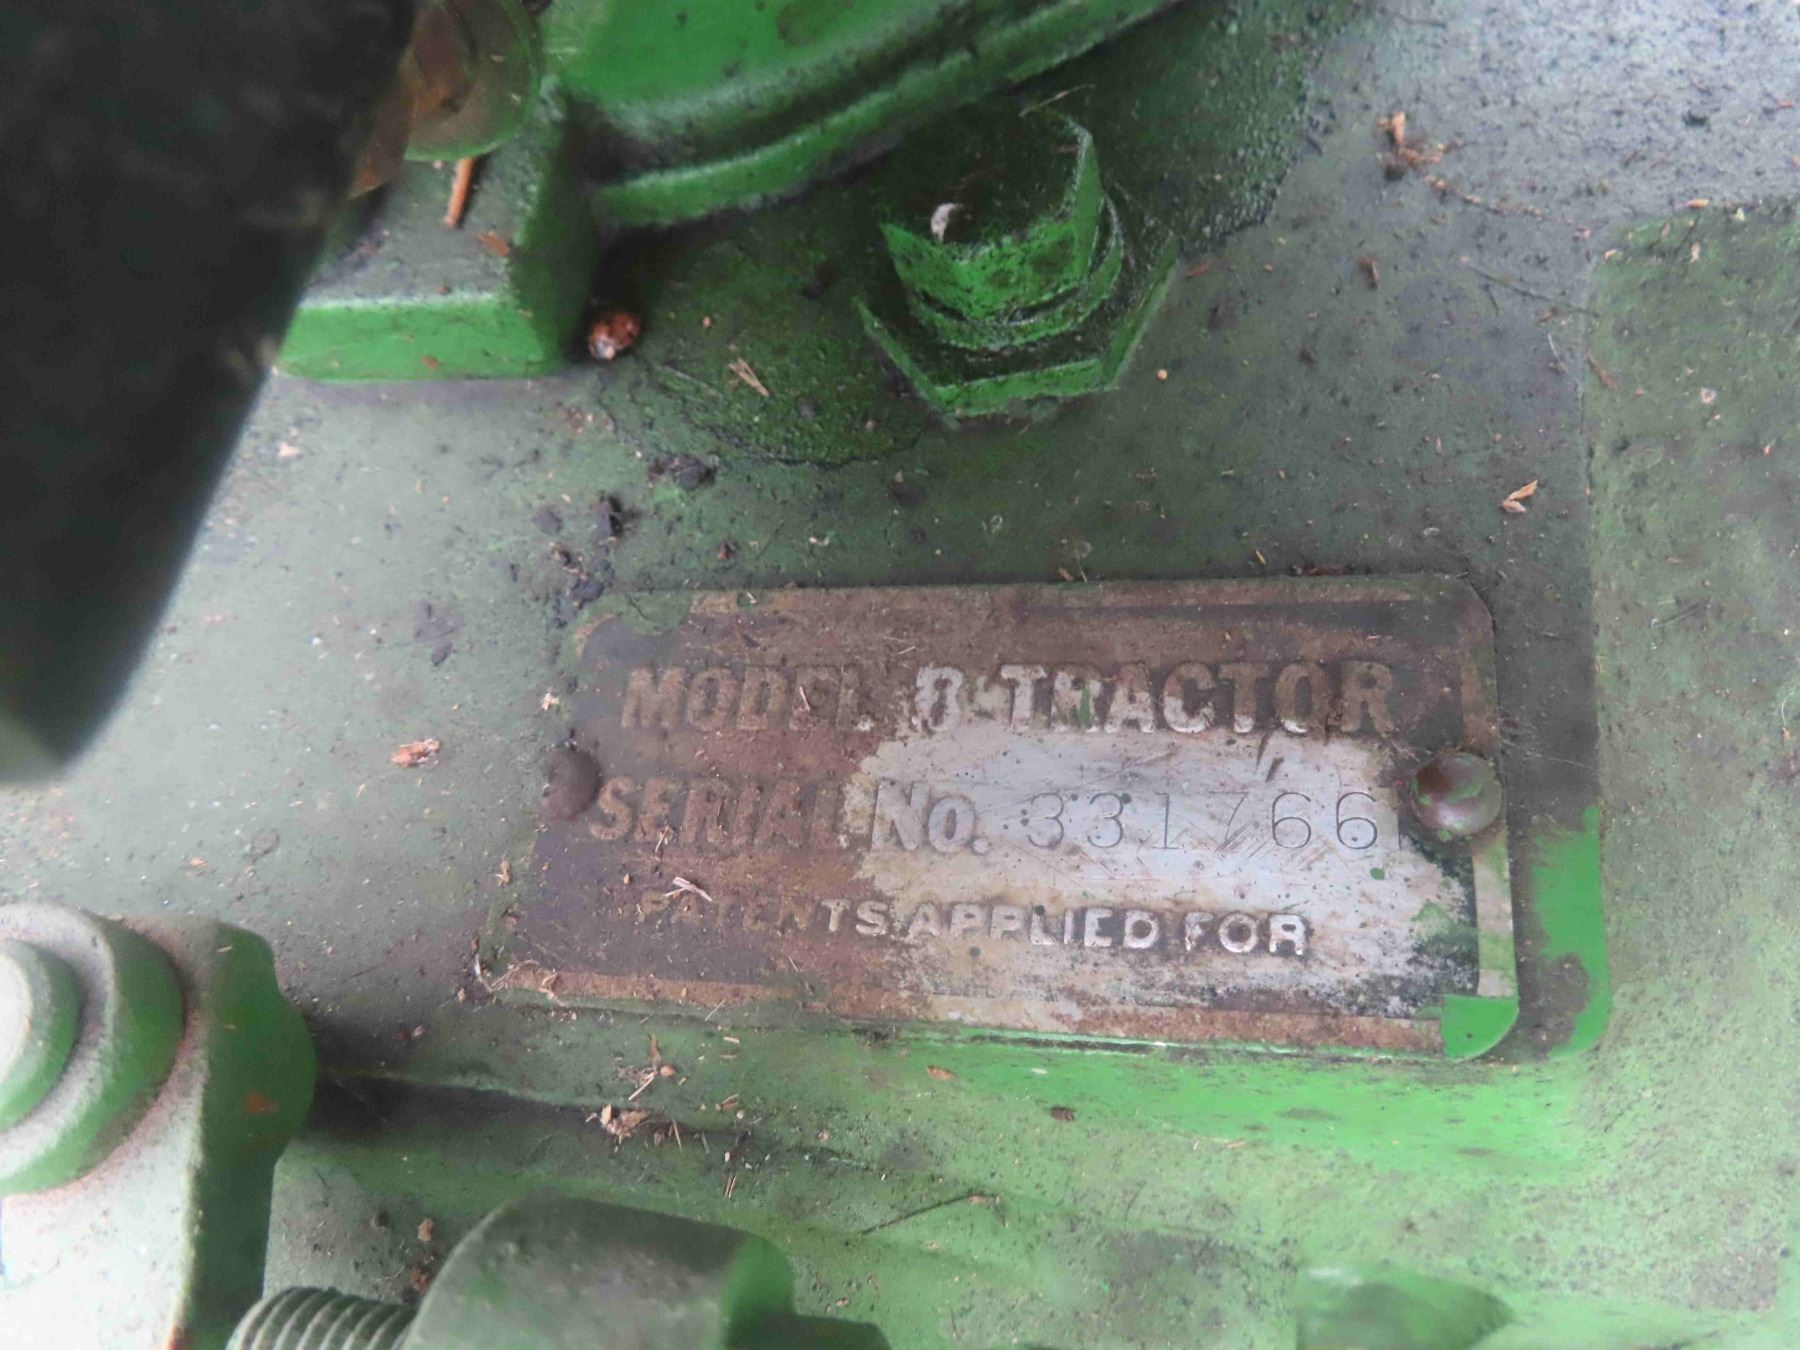 MODEL TRACTOR
SERIAL No. 331766
PATENTS APPLIED FOR